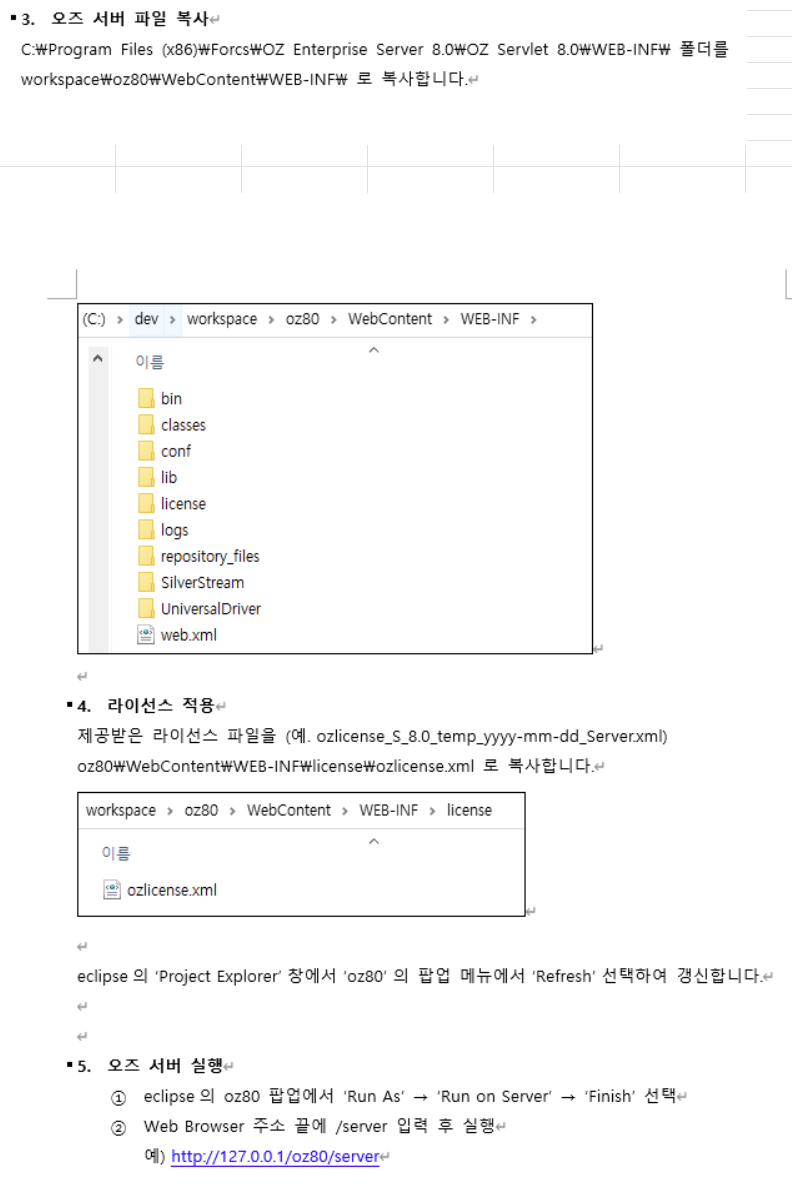 ▪ 3. 오즈 서버 파일 복사↵
C:₩Program Files (x86)₩Forcs₩OZ Enterprise Server 8.0₩OZ Servlet 8.0₩WEB-INF₩ 폴더를
workspace₩oz80₩WebContent₩WEB-INF₩ 로 복사합니다.↵
(C:) › dev › workspace › oz80 › WebContent › WEB-INF ›
이름
bin
classes
conf
lib
license
logs
repository_files
SilverStream
UniversalDriver
web.xml
↵
↵
▪ 4. 라이선스 적용↵
제공받은 라이선스 파일을 (예. ozlicense_S_8.0_temp_yyyy-mm-dd_Server.xml)
oz80₩WebContent₩WEB-INF₩license₩ozlicense.xml 로 복사합니다.↵
workspace › oz80 › WebContent › WEB-INF › license
이름
ozlicense.xml
↵
↵
eclipse 의 ‘Project Explorer’ 창에서 ‘oz80’ 의 팝업 메뉴에서 ‘Refresh’ 선택하여 갱신합니다.↵
↵
↵
▪ 5. 오즈 서버 실행↵
① eclipse 의 oz80 팝업에서 ‘Run As’ → ‘Run on Server’ → ‘Finish’ 선택↵
② Web Browser 주소 끝에 /server 입력 후 실행↵
예) http://127.0.0.1/oz80/server↵